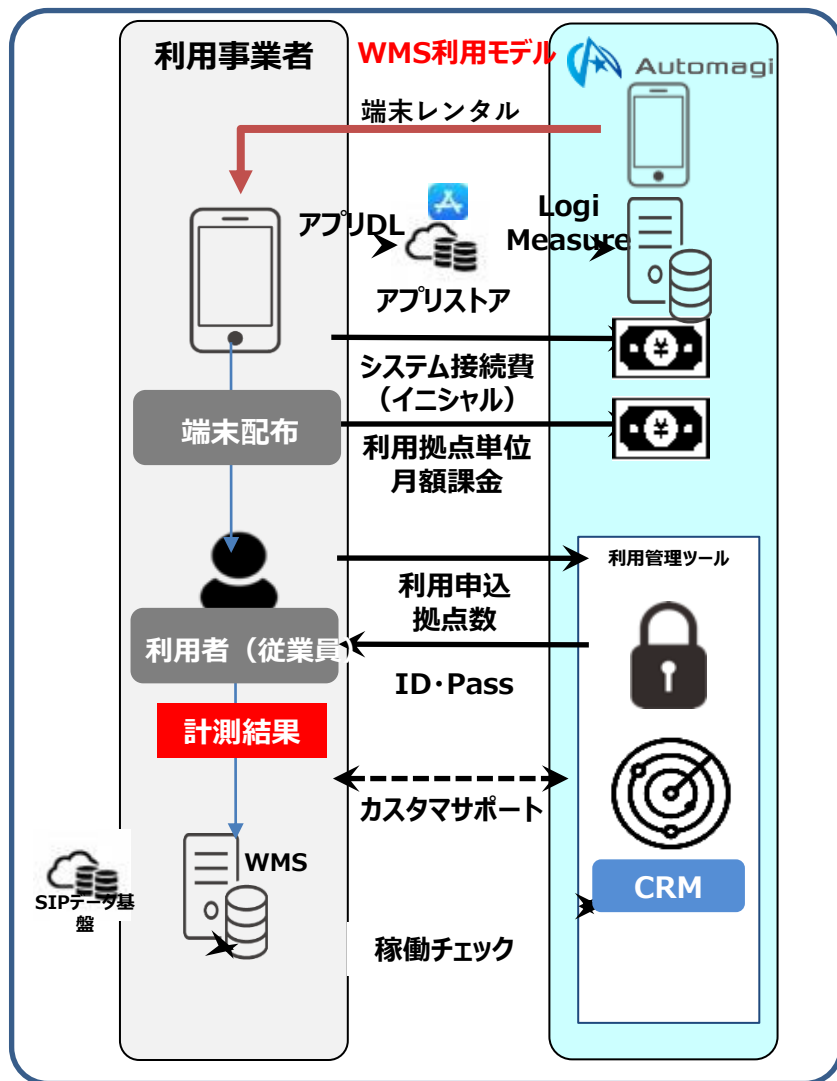 利用事業者
WMS利用モデル
Automagi
端末レンタル
アプリDL
Logi
Measure
アプリストア
¥
システム接続費
（イニシャル）
¥
端末配布
利用拠点単位
月額課金
利用管理ツール
利用申込
拠点数
利用者（従業員）
ID・Pass
計測結果
カスタマサポート
WMS
SIPデータ基
盤
CRM
稼働チェック